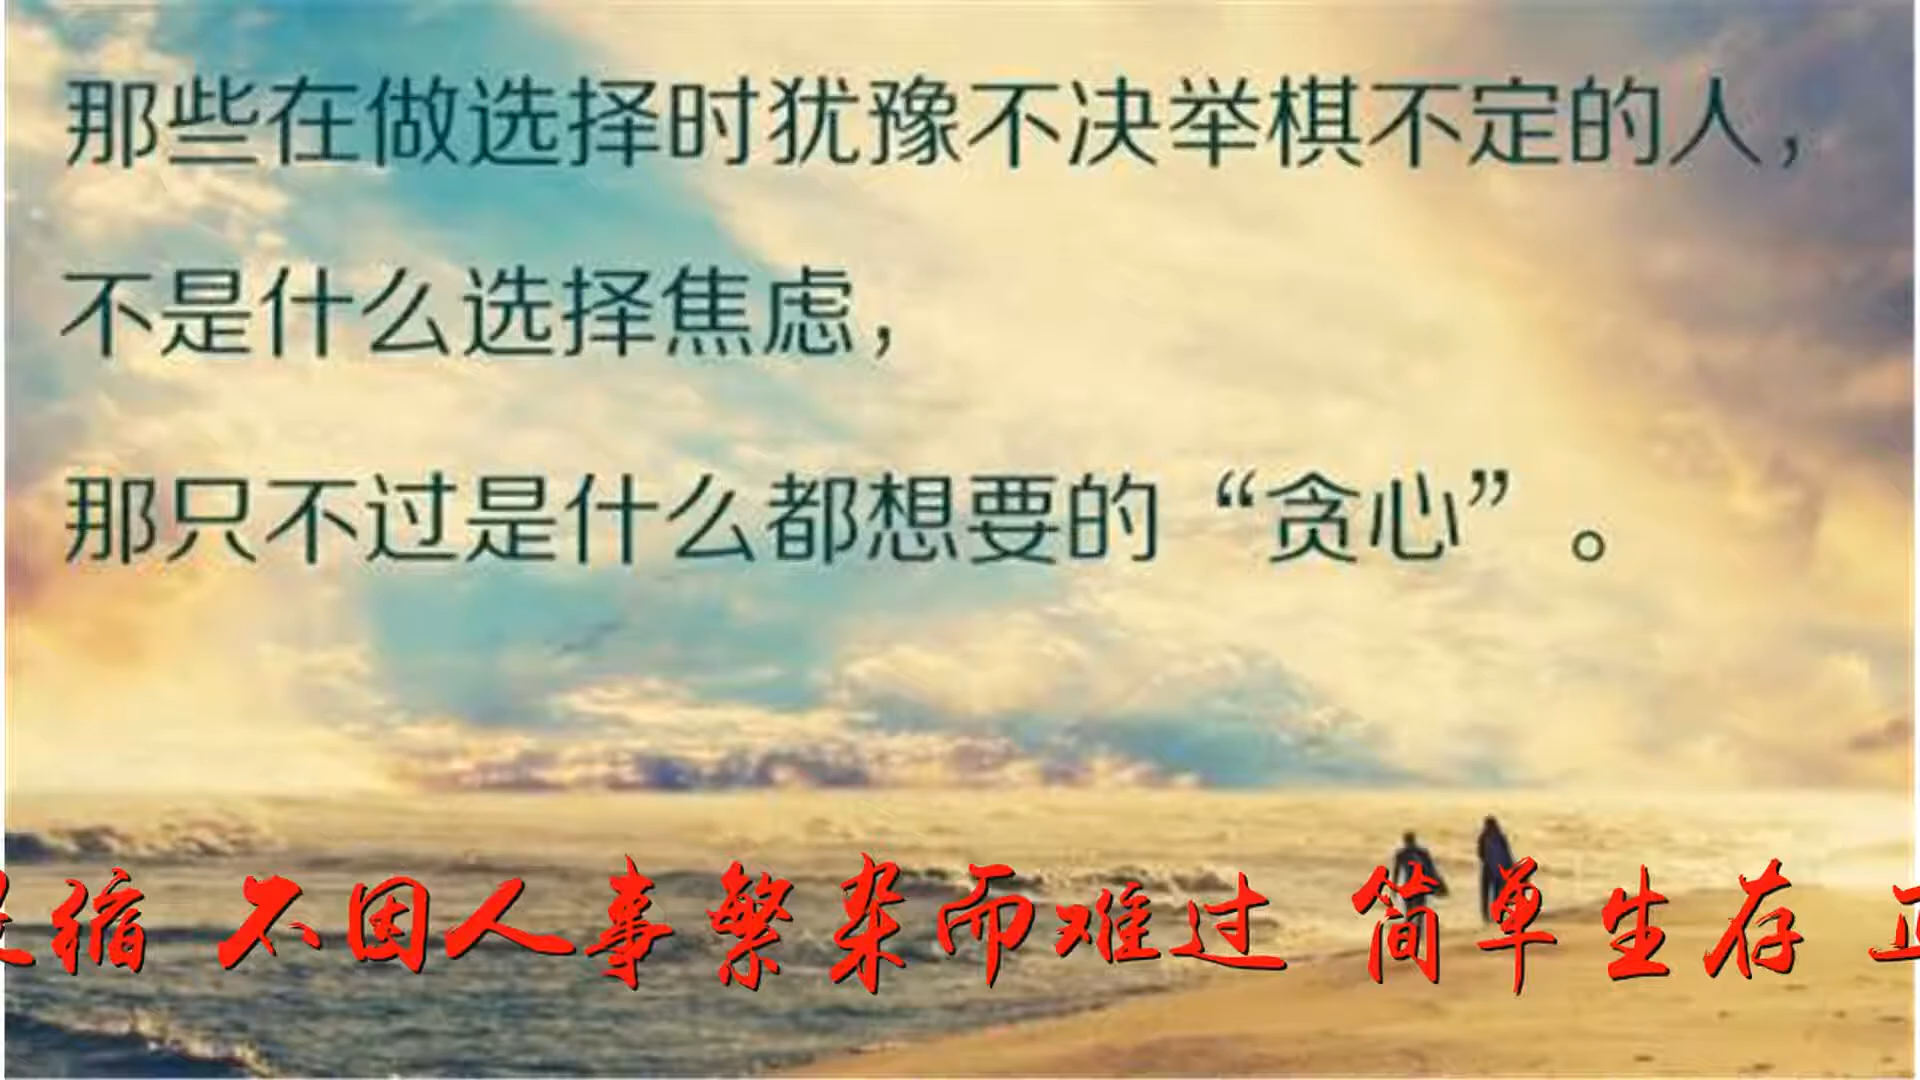 那些在做选择时犹豫不决举棋不定的人，
不是什么选择焦虑，
那只不过是什么都想要的“贪心”。
缩 不因人事繁杂而难过 简单生存